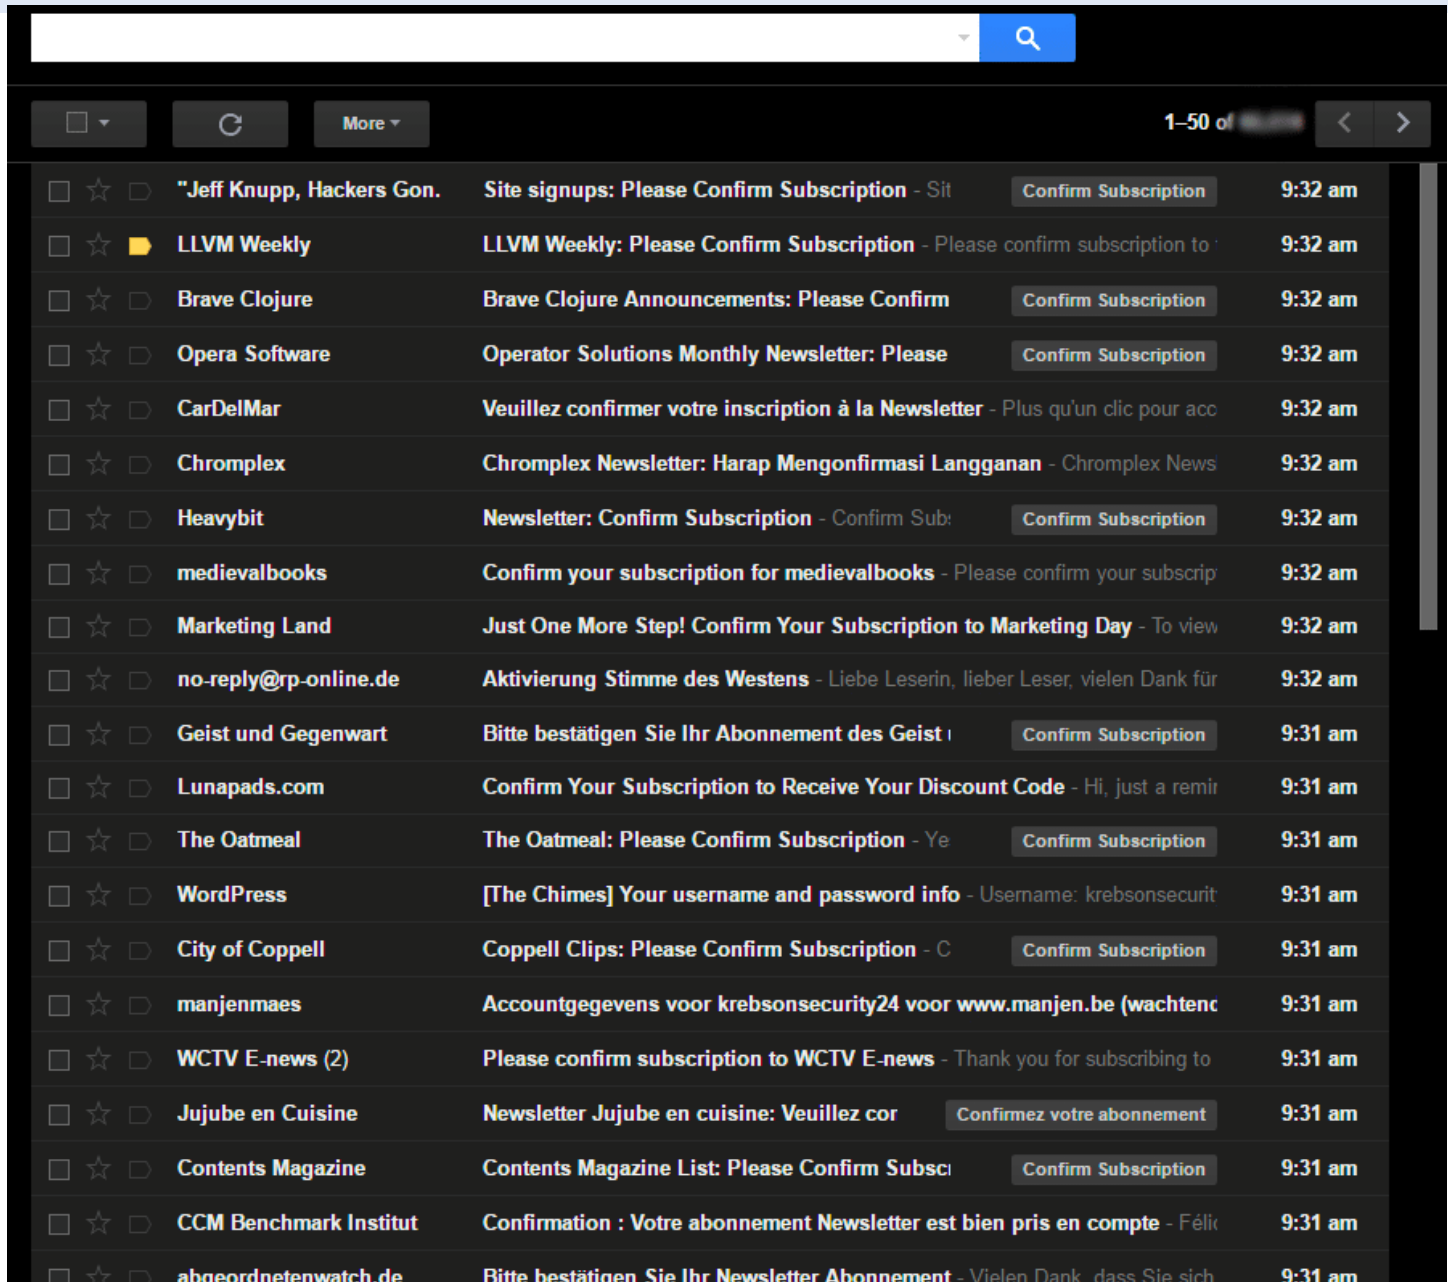 More
1–50 of
"Jeff Knupp, Hackers Gon. Site signups: Please Confirm Subscription - Sit Confirm Subscription 9:32 am
LLVM Weekly LLVM Weekly: Please Confirm Subscription - Please confirm subscription to 9:32 am
Brave Clojure Brave Clojure Announcements: Please Confirm Confirm Subscription 9:32 am
Opera Software Operator Solutions Monthly Newsletter: Please Confirm Subscription 9:32 am
CarDelMar Veuillez confirmer votre inscription à la Newsletter - Plus qu'un clic pour acc 9:32 am
Chromplex Chromplex Newsletter: Harap Mengonfirmasi Langganan - Chromplex News 9:32 am
Heavybit Newsletter: Confirm Subscription - Confirm Sub Confirm Subscription 9:32 am
medievalbooks Confirm your subscription for medievalbooks - Please confirm your subscrip 9:32 am
Marketing Land Just One More Step! Confirm Your Subscription to Marketing Day - To view 9:32 am
no-reply@rp-online.de Aktivierung Stimme des Westens - Liebe Leserin, lieber Leser, vielen Dank für 9:32 am
Geist und Gegenwart Bitte bestätigen Sie Ihr Abonnement des Geist Confirm Subscription 9:31 am
Lunapads.com Confirm Your Subscription to Receive Your Discount Code - Hi, just a remin 9:31 am
The Oatmeal The Oatmeal: Please Confirm Subscription - Ye Confirm Subscription 9:31 am
WordPress [The Chimes] Your username and password info - Username: krebsonsecurit 9:31 am
City of Coppell Coppell Clips: Please Confirm Subscription - C Confirm Subscription 9:31 am
manjenmaes Accountgegevens voor krebsonsecurity24 voor www.manjen.be (wachtend 9:31 am
WCTV E-news (2) Please confirm subscription to WCTV E-news - Thank you for subscribing to 9:31 am
Jujube en Cuisine Newsletter Jujube en cuisine: Veuillez cor Confirmez votre abonnement 9:31 am
Contents Magazine Contents Magazine List: Please Confirm Subsc Confirm Subscription 9:31 am
CCM Benchmark Institut Confirmation : Votre abonnement Newsletter est bien pris en compte - Félic 9:31 am
abgeordnetenwatch.de Bitte bestätigen Sie Ihr Newsletter Abonnement - Vielen Dank, dass Sie sich 9:31 am